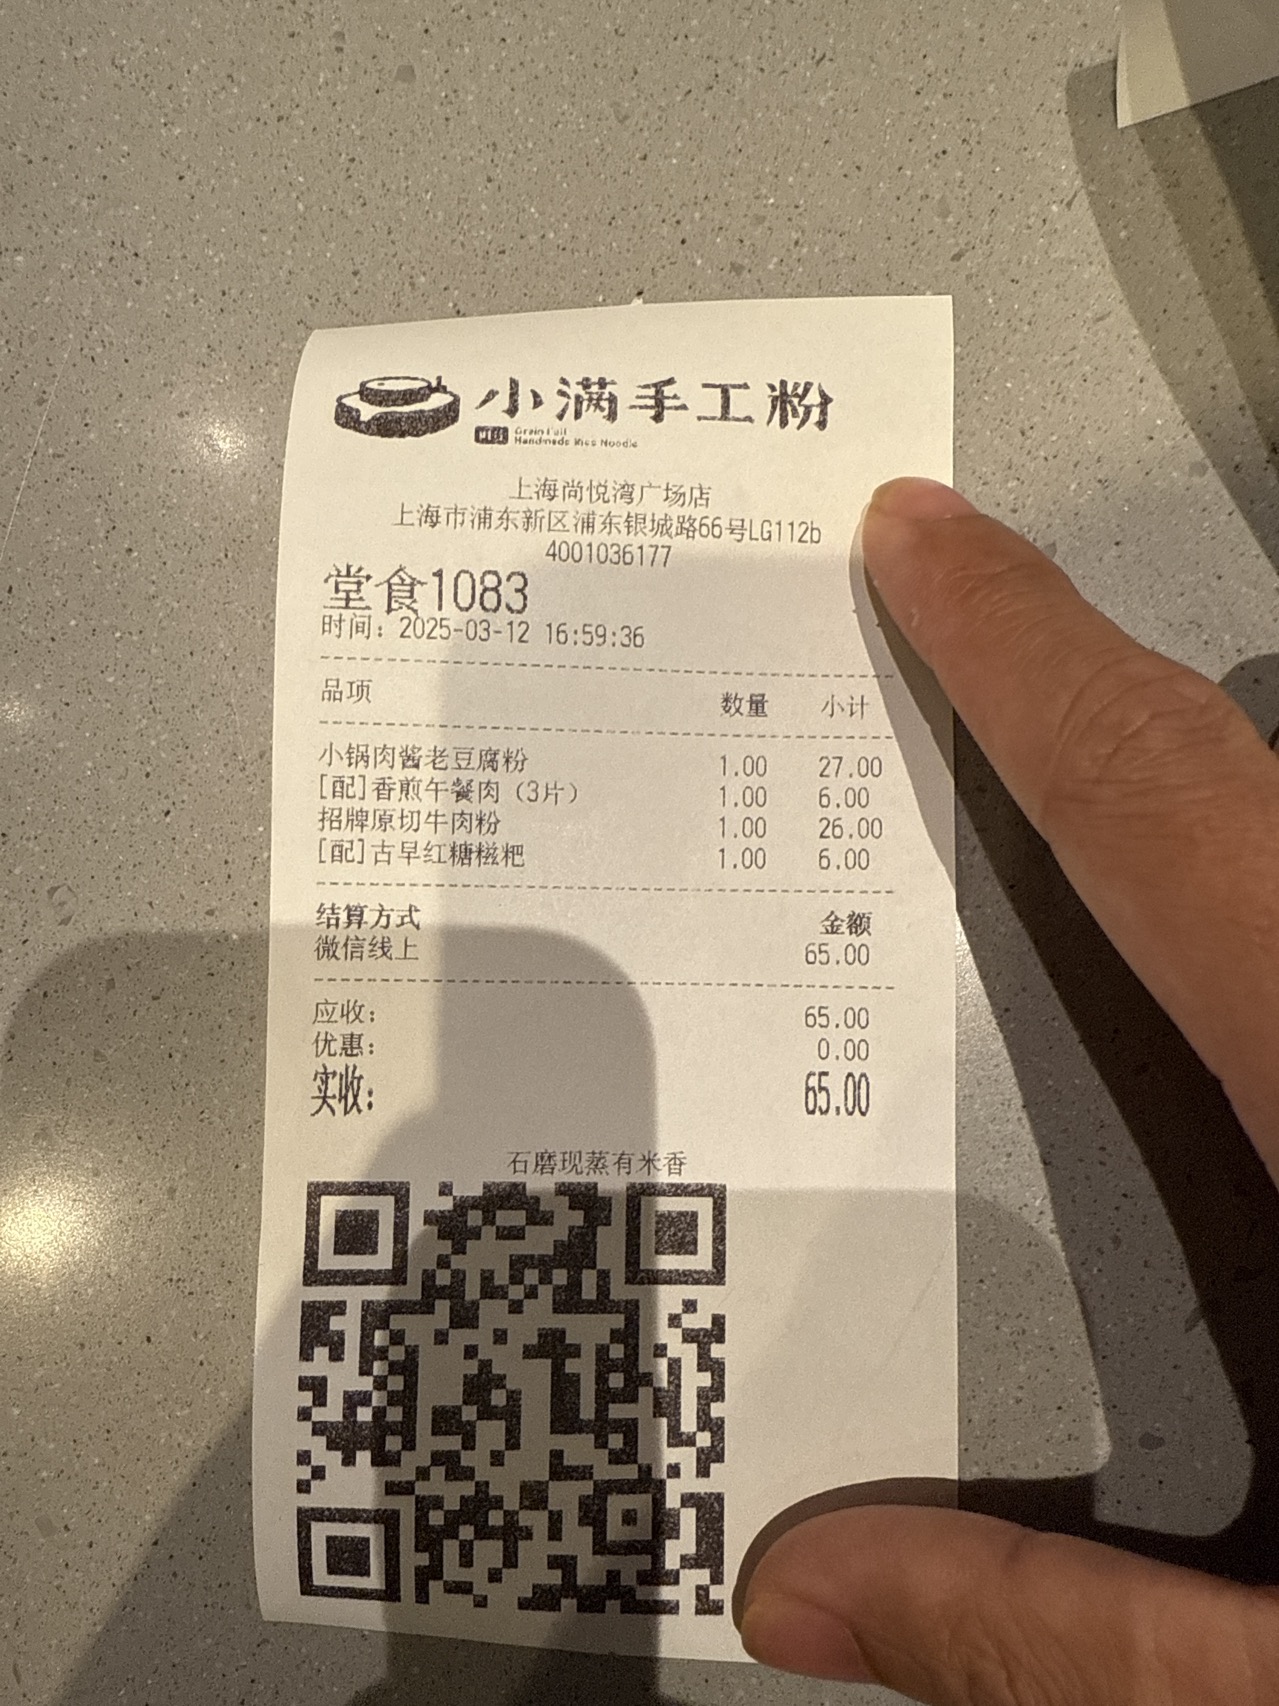 小满手工粉
Handmade Rice Noodle
上海尚悦湾广场店
上海市浦东新区浦东银城路66号LG112b
4001036177
堂食1083
时间：2025-03-12 16:59:36
品项 数量 小计
小锅肉酱老豆腐粉 1.00 27.00
[配]香煎午餐肉（3片） 1.00 6.00
招牌原切牛肉粉 1.00 26.00
[配]古早红糖糍粑 1.00 6.00
结算方式 金额
微信线上 65.00
应收： 65.00
优惠： 0.00
实收： 65.00
石磨现蒸有米香